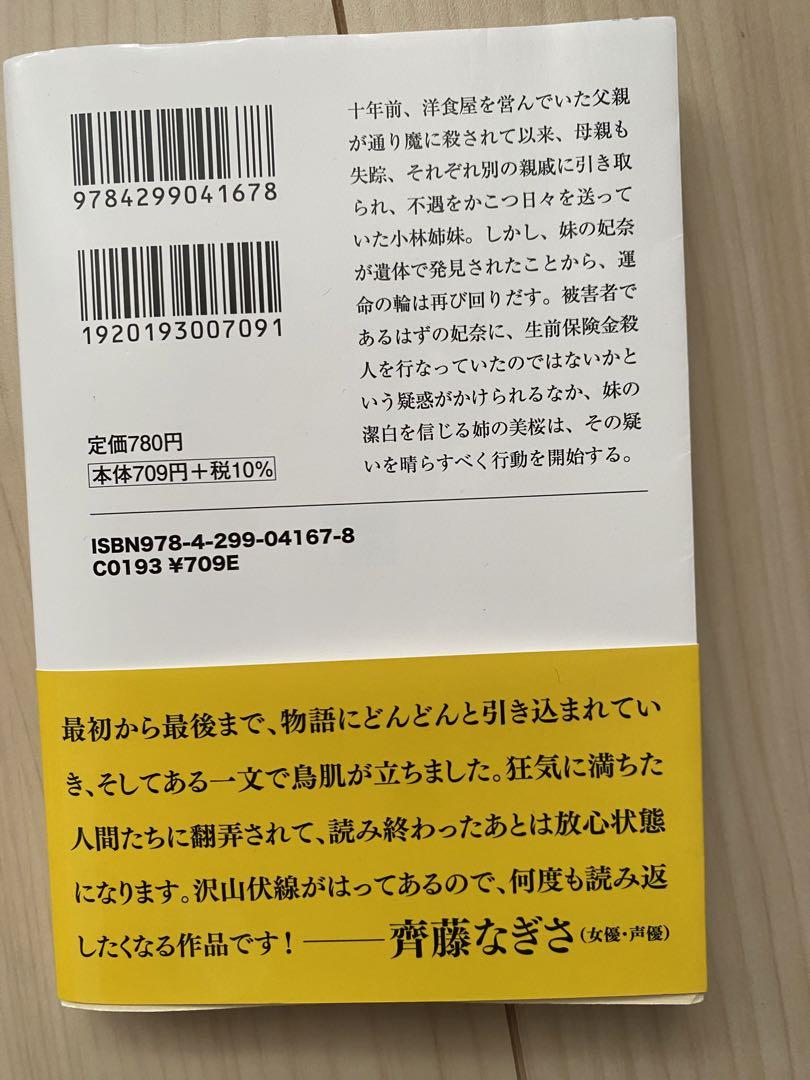 9784299041678
1920193007091
定価780円
本体709円+税10%
十年前、洋食屋を営んでいた父親
が通り魔に殺されて以来、母親も
失踪、それぞれ別の親戚に引き取
られ、不遇をかこつ日々を送って
いた小林姉妹。しかし、妹の妃奈
が遺体で発見されたことから、運
命の輪は再び回りだす。被害者で
あるはずの妃奈に、生前保険金殺
人を行なっていたのではないかと
いう疑惑がかけられるなか、妹の
潔白を信じる姉の美桜は、その疑
いを晴らすべく行動を開始する。
ISBN978-4-299-04167-8
C0193 ¥709E
最初から最後まで、物語にどんどんと引き込まれてい
き、そしてある一文で鳥肌が立ちました。狂気に満ちた
人間たちに翻弄されて、読み終わったあとは放心状態
になります。沢山伏線がはってあるので、何度も読み返
したくなる作品です!——齊藤なぎさ(女優・声優)